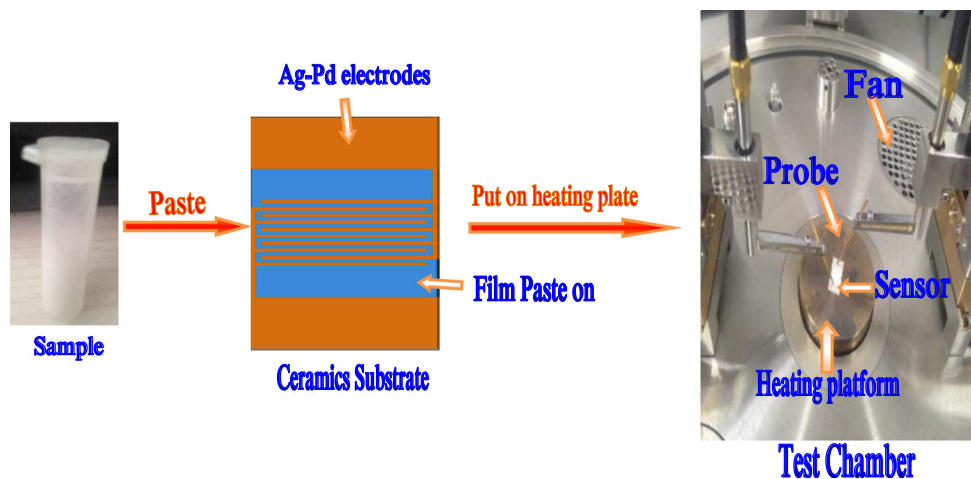 Ag-Pd electrodes
Paste
Sample
Film Paste on
Ceramics Substrate
Put on heating plate
Fan
Probe
Sensor
Heating platform
Test Chamber